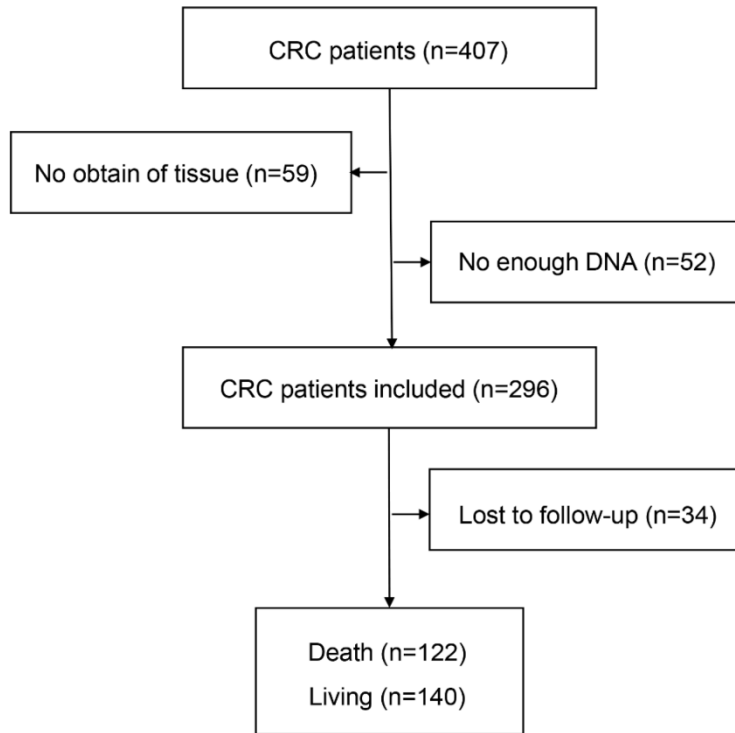 CRC patients (n=407)
No obtain of tissue (n=59)
No enough DNA (n=52)
CRC patients included (n=296)
Lost to follow-up (n=34)
Death (n=122)
Living (n=140)